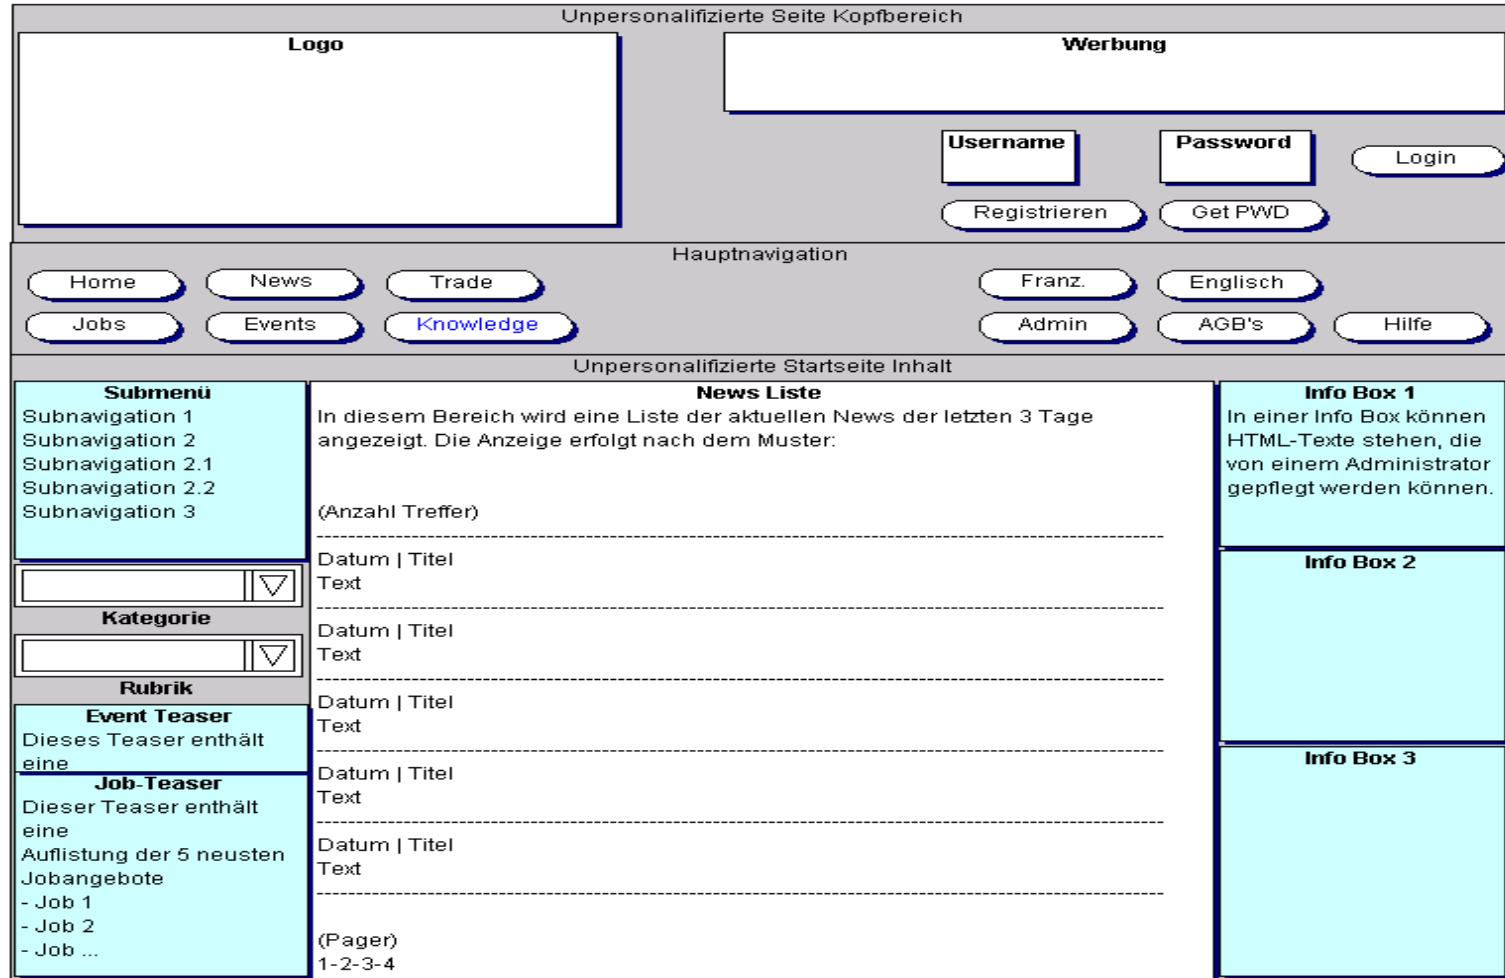 Unpersonalifizierte Seite Kopfbereich
Logo
Werbung
Username
Password
Login
Registrieren
Get PWD
Hauptnavigation
Home
News
Trade
Franz.
Englisch
Jobs
Events
Knowledge
Admin
AGB's
Hilfe
Unpersonalifizierte Startseite Inhalt
Submenü
Subnavigation 1
Subnavigation 2
Subnavigation 2.1
Subnavigation 2.2
Subnavigation 3
Kategorie
Rubrik
Event Teaser
Dieses Teaser enthält
eine
Job-Teaser
Dieser Teaser enthält
eine
Auflistung der 5 neusten
Jobangebote
- Job 1
- Job 2
- Job ...
News Liste
In diesem Bereich wird eine Liste der aktuellen News der letzten 3 Tage
angezeigt. Die Anzeige erfolgt nach dem Muster:
(Anzahl Treffer)
Datum | Titel
Text
Datum | Titel
Text
Datum | Titel
Text
Datum | Titel
Text
Datum | Titel
Text
(Pager)
1-2-3-4
Info Box 1
In einer Info Box können
HTML-Texte stehen, die
von einem Administrator
gepflegt werden können.
Info Box 2
Info Box 3